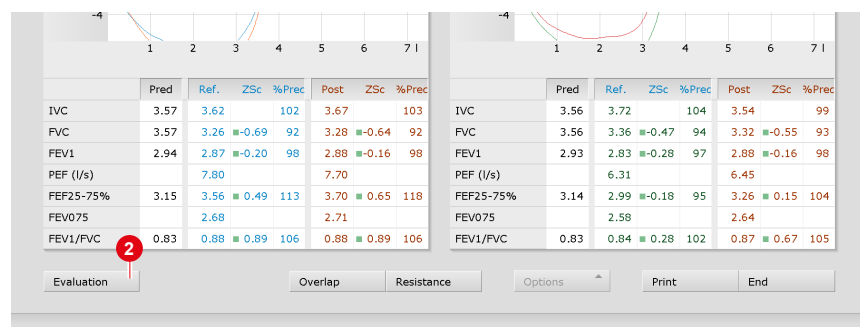 -4 -4
1 2 3 4 5 6 7 l 1 2 3 4 5 6 7 l
Pred Ref. ZSc %Pred Post ZSc %Pred Pred Ref. ZSc %Pred Post ZSc %Pred
IVC 3.57 3.62 102 3.67 103 IVC 3.56 3.72 104 3.54 99
FVC 3.57 3.26 -0.69 92 3.28 -0.64 92 FVC 3.56 3.36 -0.47 94 3.32 -0.55 93
FEV1 2.94 2.87 -0.20 98 2.88 -0.16 98 FEV1 2.93 2.83 -0.28 97 2.88 -0.16 98
PEF (l/s) 7.80 7.70 PEF (l/s) 6.31 6.45
FEF25-75% 3.15 3.56 0.49 113 3.70 0.65 118 FEF25-75% 3.14 2.99 -0.18 95 3.26 0.15 104
FEV075 2.68 2.71 FEV075 2.58 2.64
FEV1/FVC 0.83 0.88 0.89 106 0.88 0.89 106 FEV1/FVC 0.83 0.84 0.28 102 0.87 0.67 105
2
Evaluation Overlap Resistance Options Print End